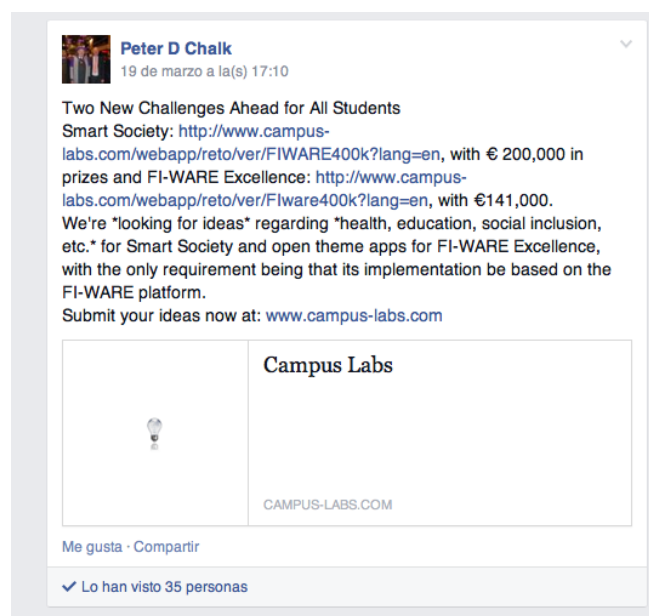 Peter D Chalk
19 de marzo a la(s) 17:10
Two New Challenges Ahead for All Students
Smart Society: http://www.campus-
labs.com/webapp/reto/ver/FIWARE400k?lang=en, with € 200,000 in
prizes and FI-WARE Excellence: http://www.campus-
labs.com/webapp/reto/ver/FIware400k?lang=en, with €141,000.
We're *looking for ideas* regarding *health, education, social inclusion,
etc.* for Smart Society and open theme apps for FI-WARE Excellence,
with the only requirement being that its implementation be based on the
FI-WARE platform.
Submit your ideas now at: www.campus-labs.com
Campus Labs
CAMPUS-LABS.COM
Me gusta · Compartir
Lo han visto 35 personas